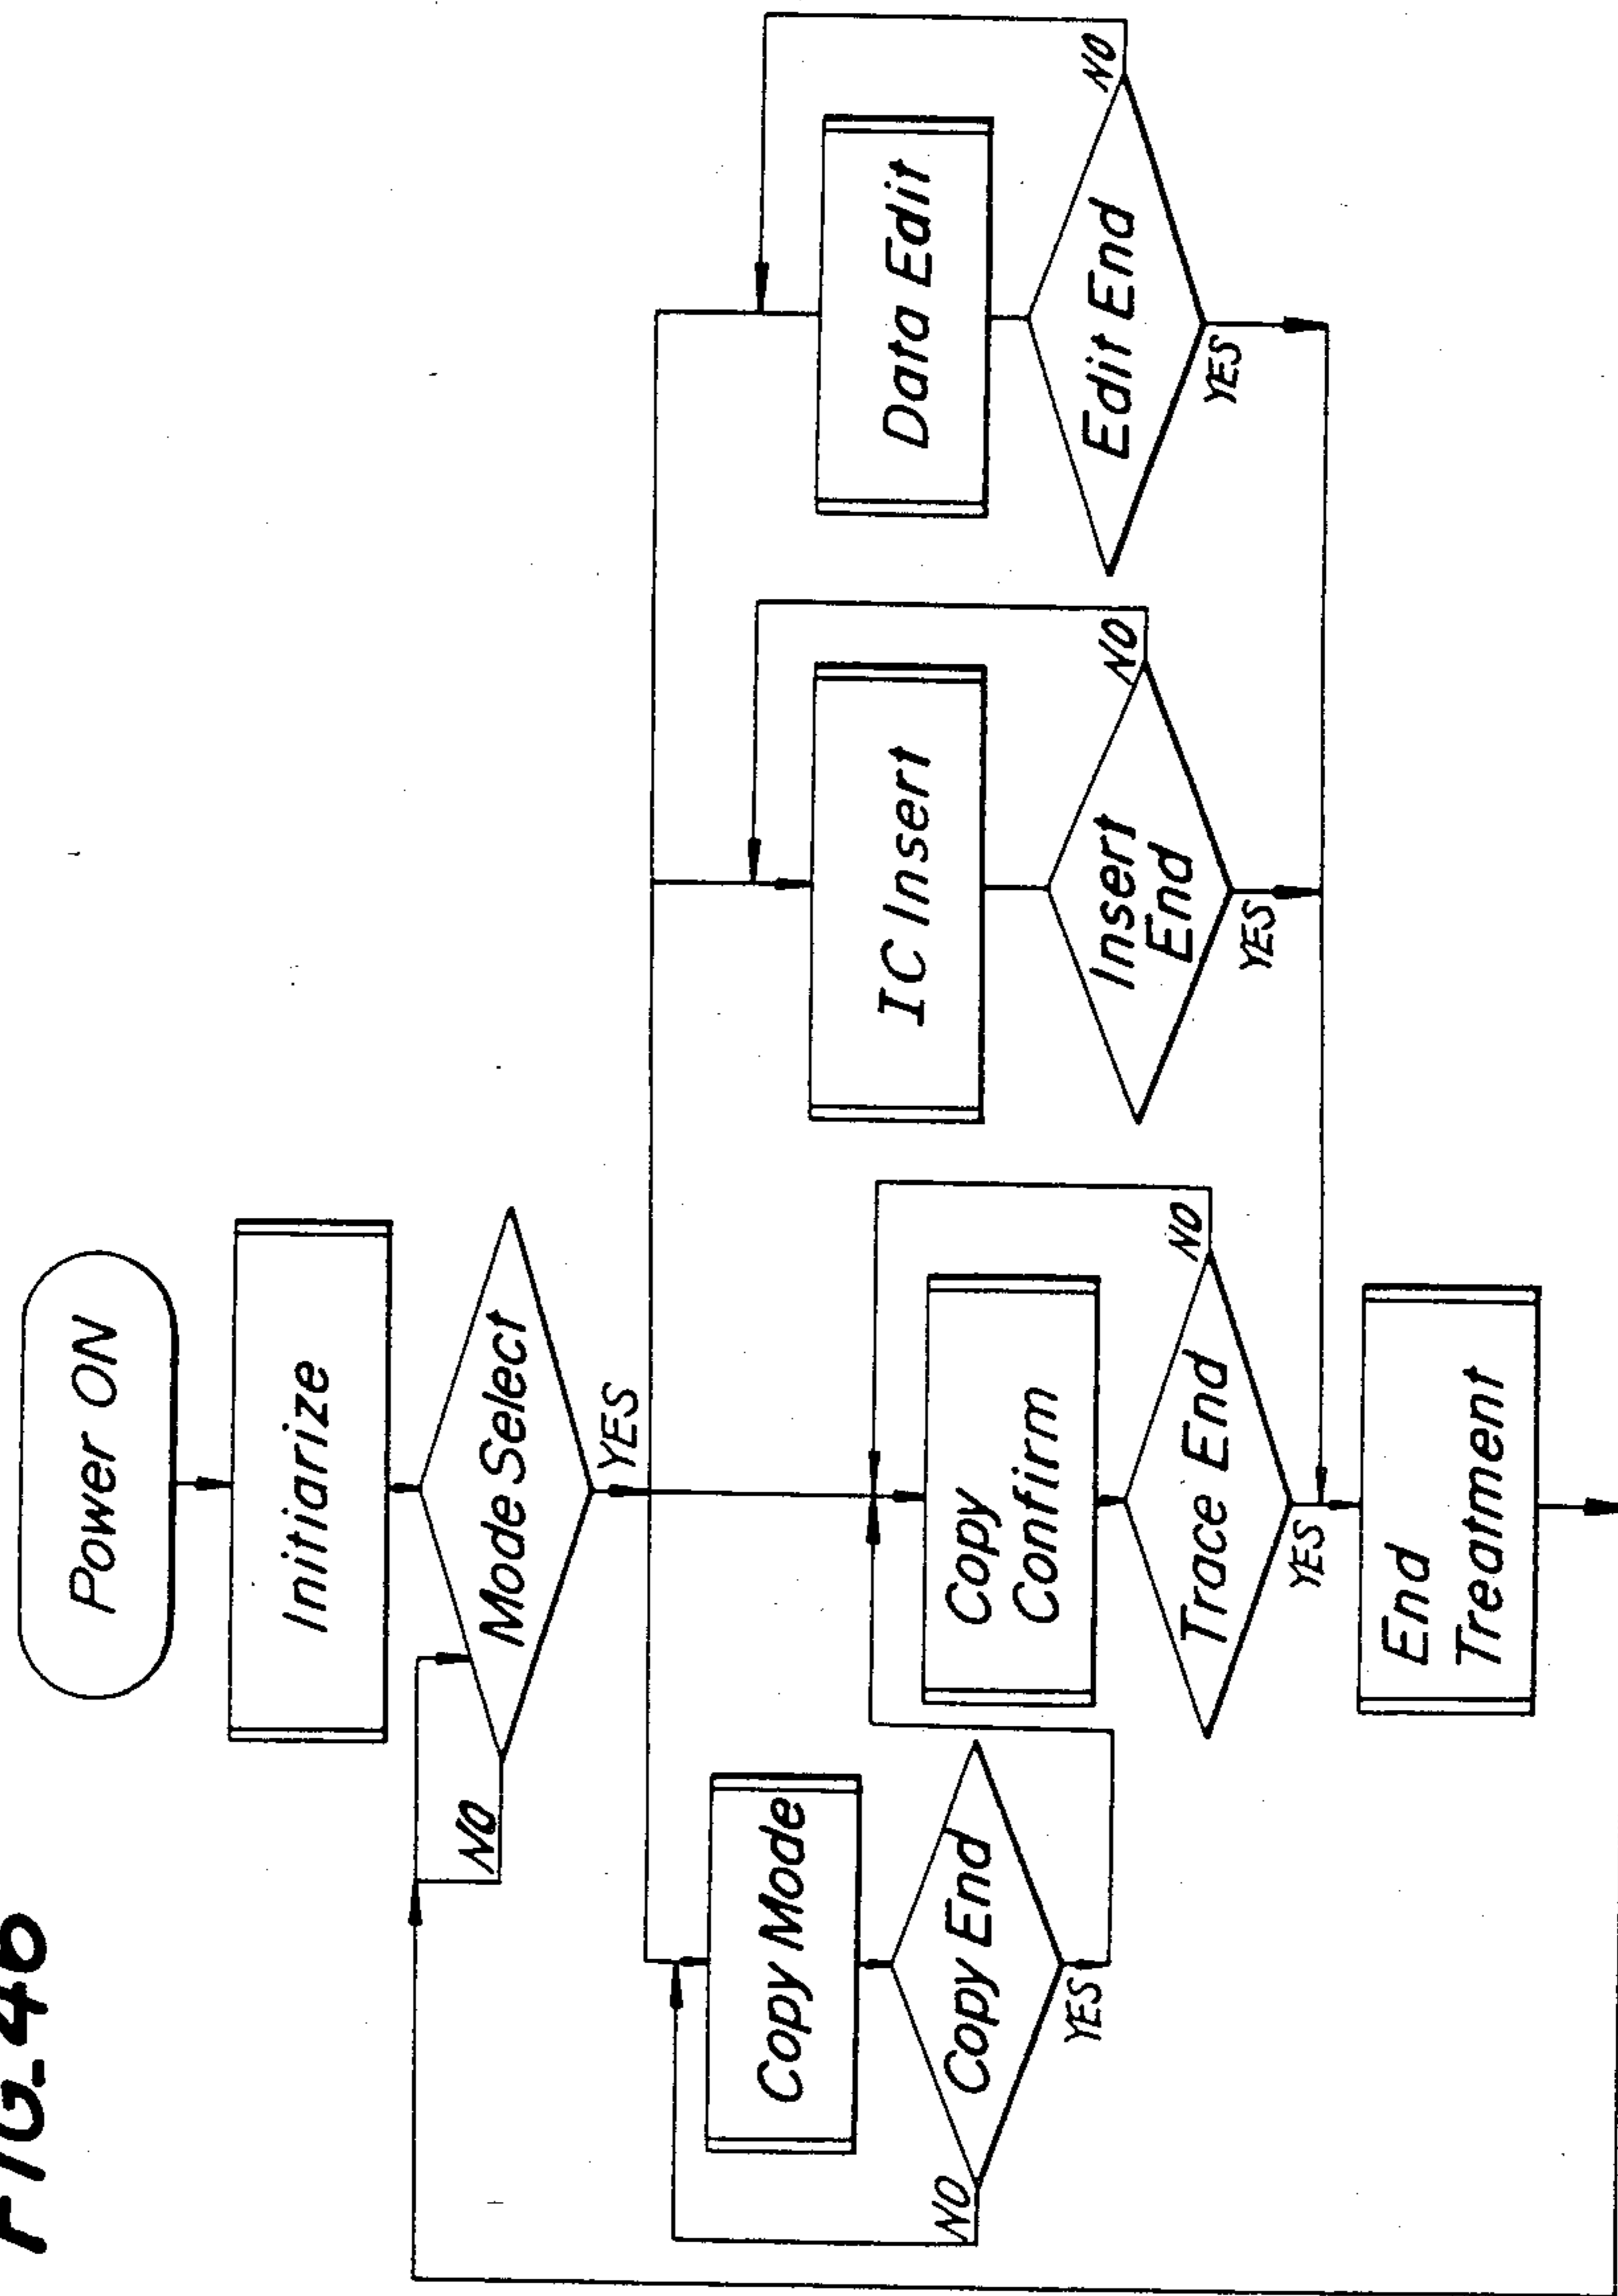 FIG-46
Power ON
Initiarize
Mode Select
NO
YES
Copy Mode
Copy End
NO
YES
Copy
Confirm
Trace End
NO
YES
IC Insert
Insert
End
NO
YES
Data Edit
Edit End
NO
YES
End
Treatment